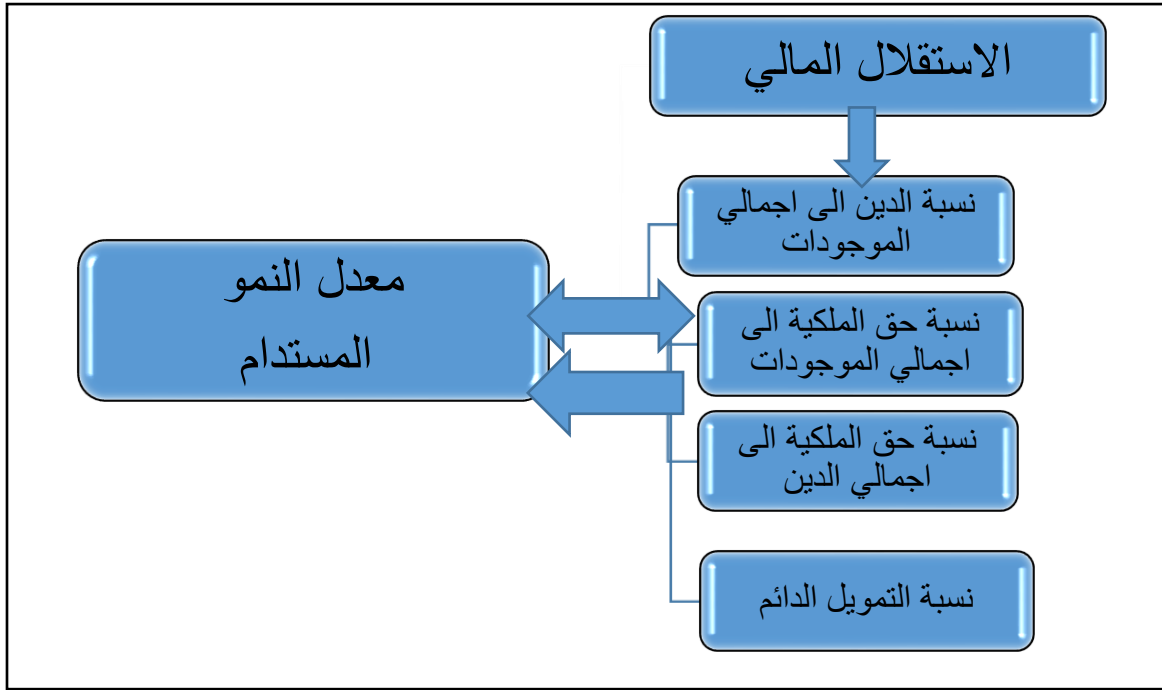 الاستقلال المالي
نسبة الدين الى اجمالي
الموجودات
معدل النمو
المستدام
نسبة حق الملكية الى
اجمالي الموجودات
نسبة حق الملكية الى
اجمالي الدين
نسبة التمويل الدائم